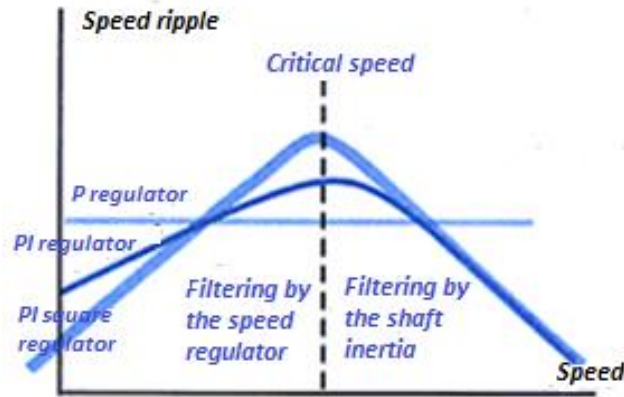 Speed ripple
Critical speed
P regulator
PI regulator
PI square
regulator
Filtering by
the speed
regulator
Filtering by
the shaft
inertia
Speed